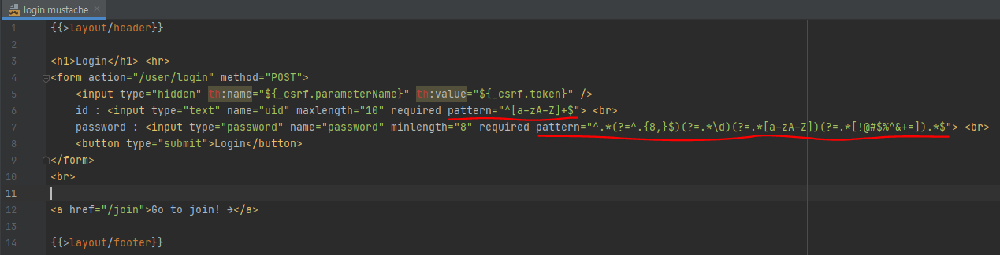 login.mustache
1 {{>layout/header}}
2
3 <h1>Login</h1> <hr>
4 <form action="/user/login" method="POST">
5 <input type="hidden" th:name="${_csrf.parameterName}" th:value="${_csrf.token}" />
6 id : <input type="text" name="uid" maxlength="10" required pattern="^[a-zA-Z]+$"> <br>
7 password : <input type="password" name="password" minlength="8" required pattern="^.*(?=^.{8,}$)(?=.*\d)(?=.*[a-zA-Z])(?=.*[!@#$%^&+=]).*$"> <br>
8 <button type="submit">Login</button>
9 </form>
10 <br>
11
12 <a href="/join">Go to join! →</a>
13
14 {{>layout/footer}}